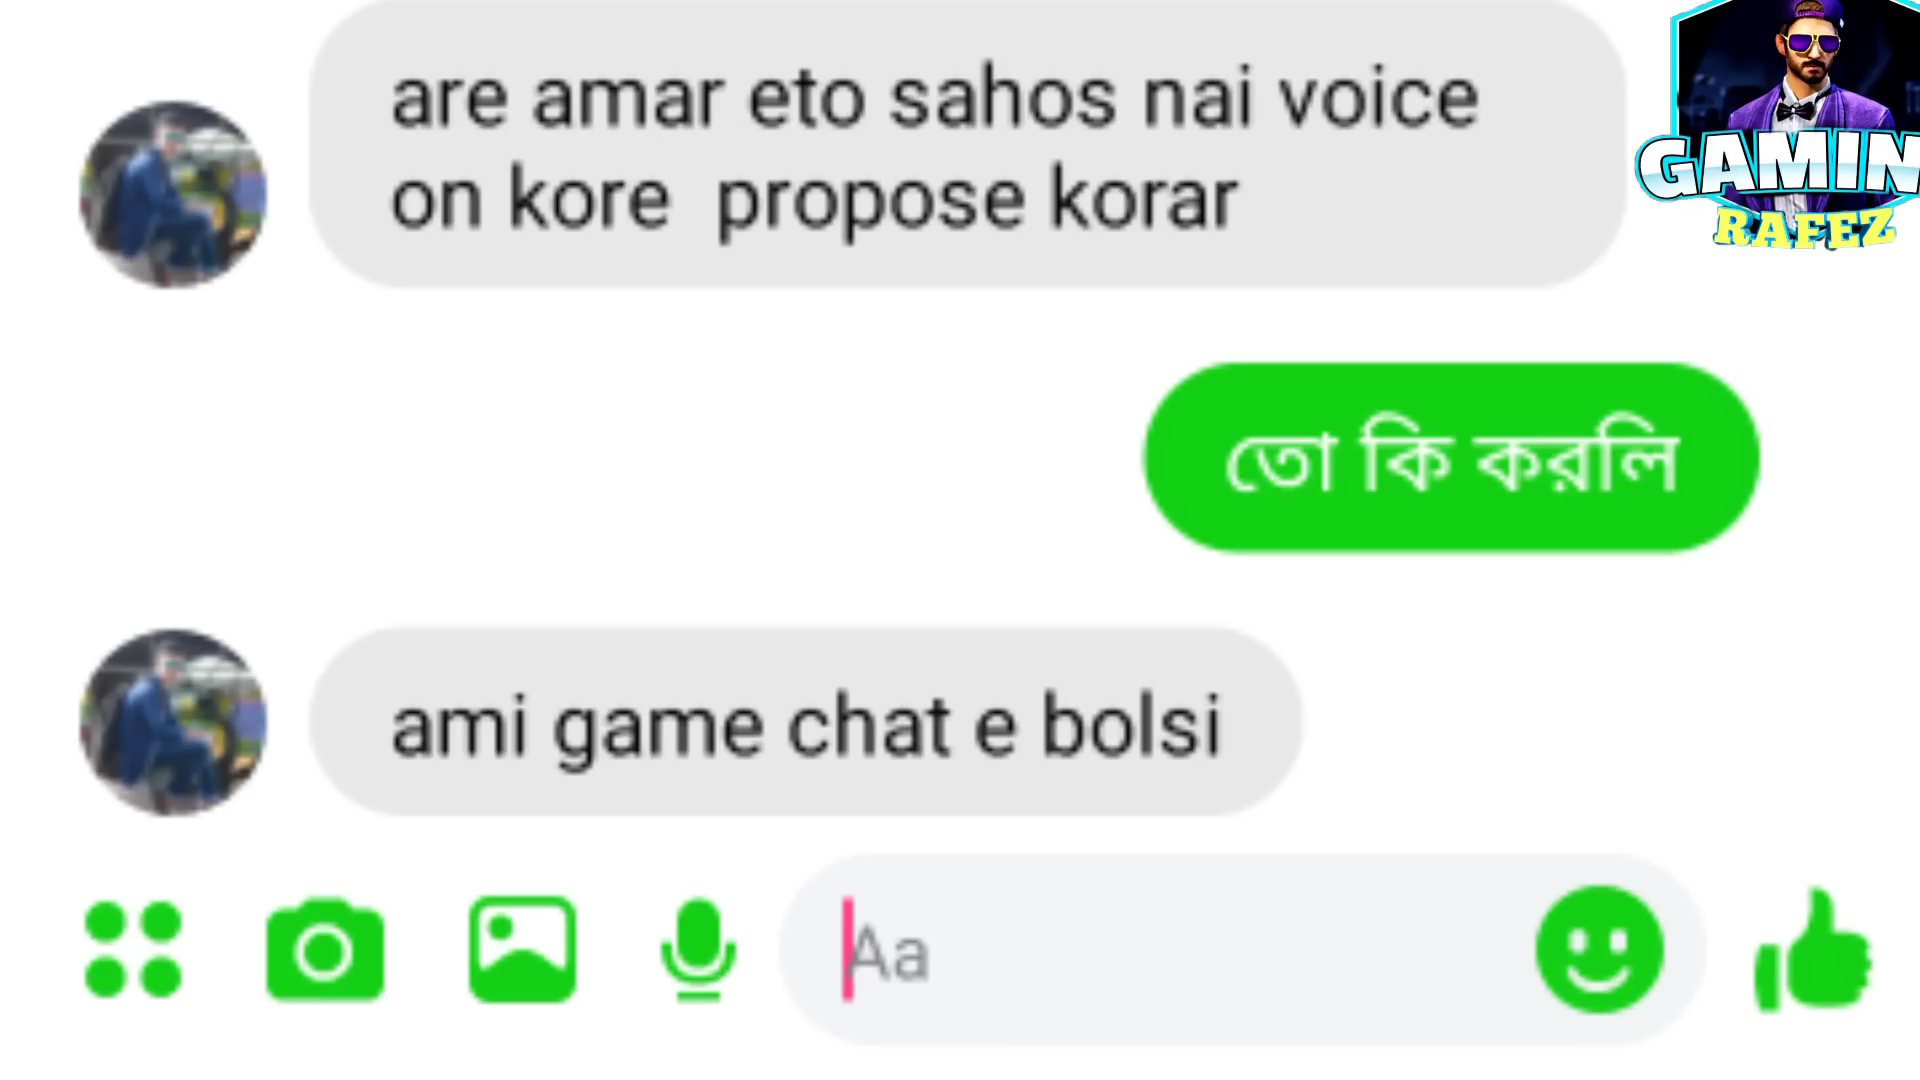 are amar eto sahos nai voice
on kore propose korar
GAMIN
RAFEZ
তো কি করলি
ami game chat e bolsi
Aa